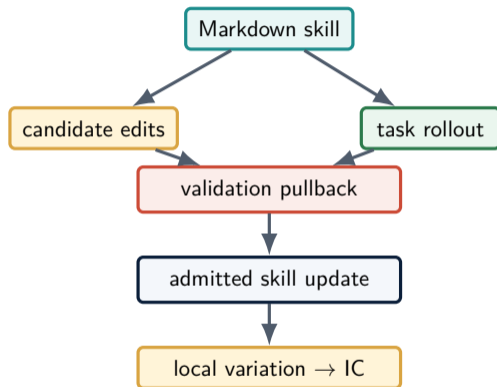 Markdown skill
candidate edits
task rollout
validation pullback
admitted skill update
local variation → IC